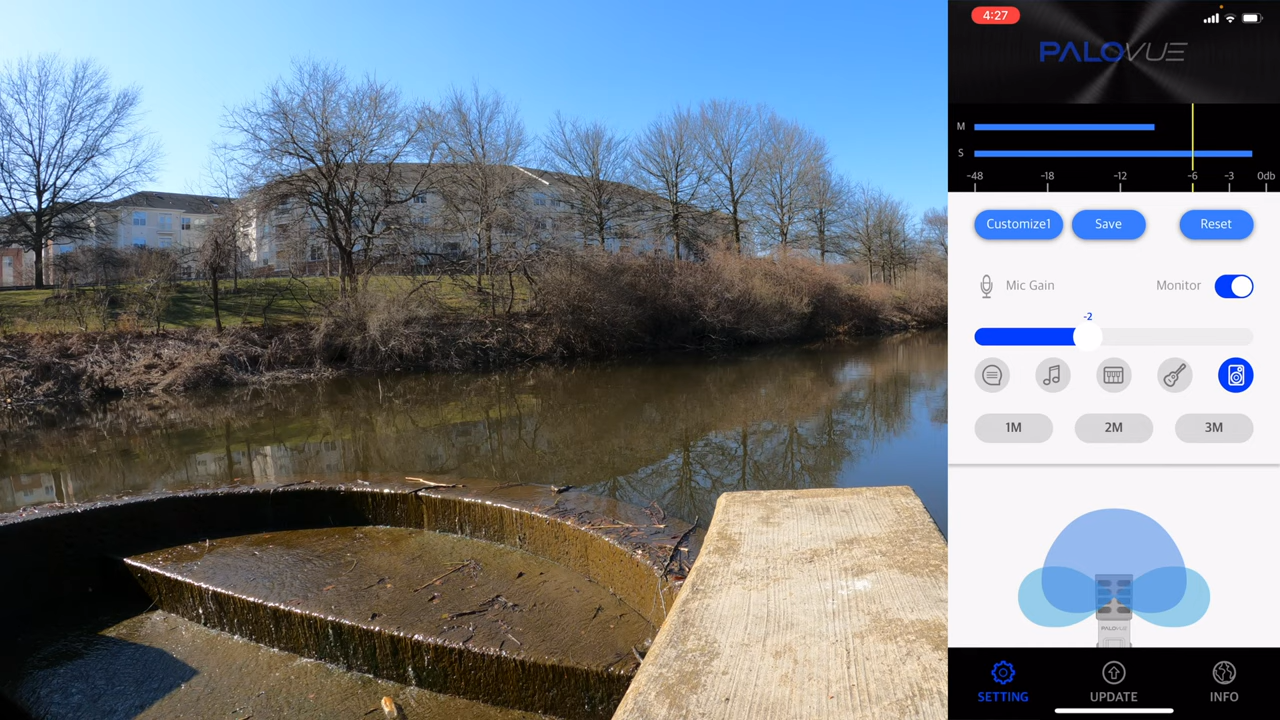 4:27
PALOVUE
M
S
-48 -18 -12 -6 -3 0db
Customize1 Save Reset
Mic Gain Monitor
-2
1M 2M 3M
PALOVUE
SETTING UPDATE INFO